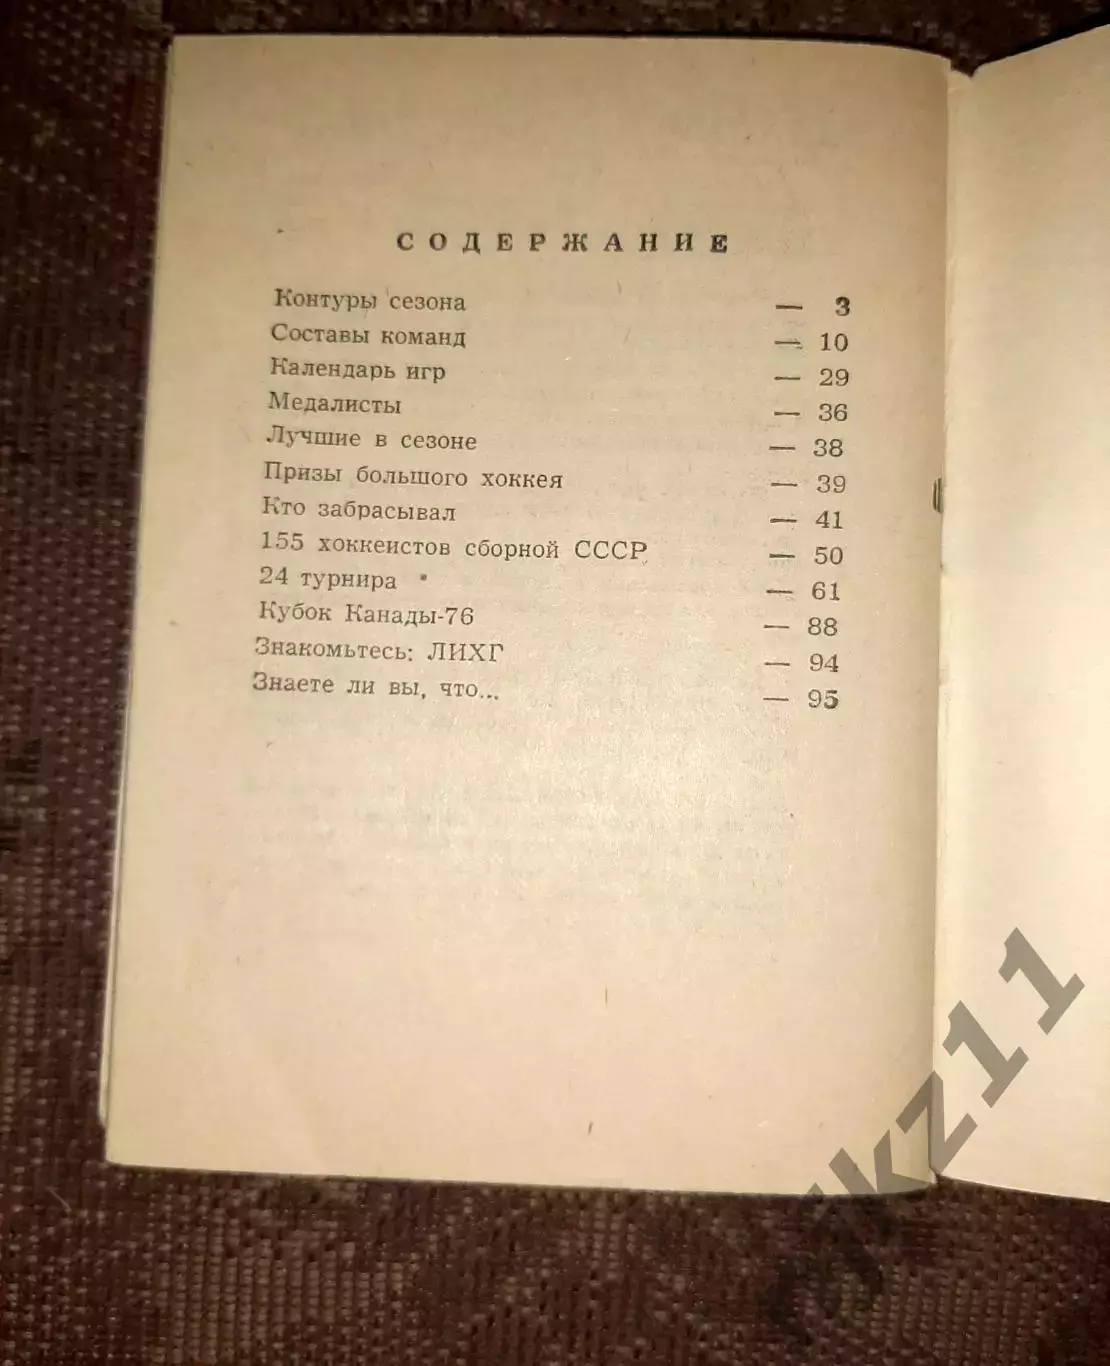 СОДЕРЖАНИЕ
Контуры сезона — 3
Составы команд — 10
Календарь игр — 29
Медалисты — 36
Лучшие в сезоне — 38
Призы большого хоккея — 39
Кто забрасывал — 41
155 хоккеистов сборной СССР — 50
24 турнира — 61
Кубок Канады-76 — 88
Знакомьтесь: ЛИХГ — 94
Знаете ли вы, что... — 95